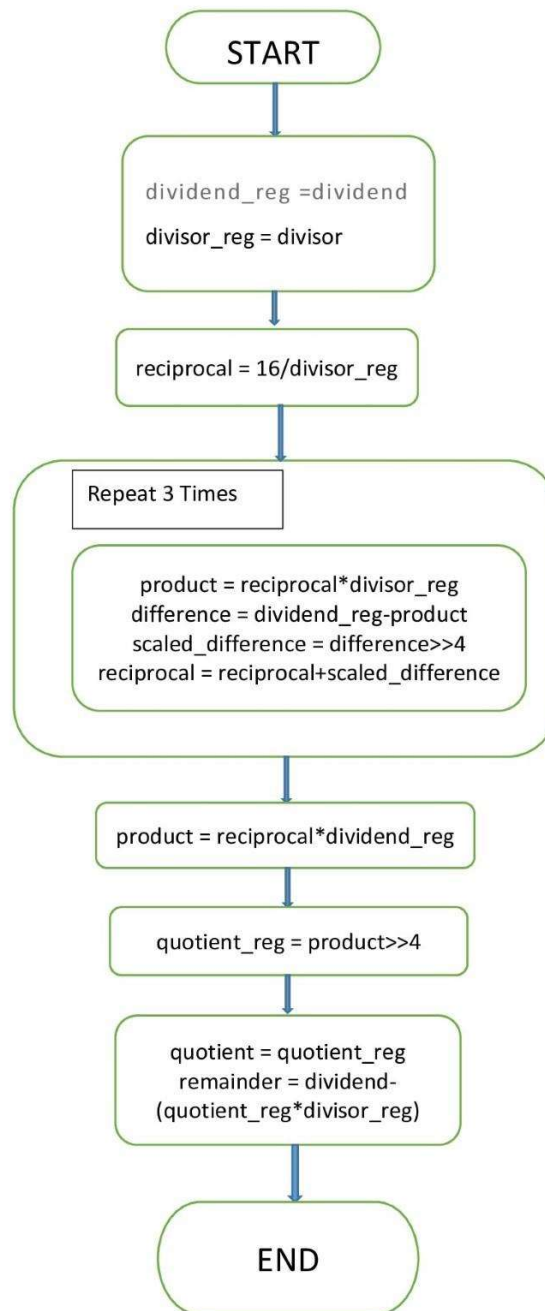 START
dividend_reg =dividend
divisor_reg = divisor
reciprocal = 16/divisor_reg
Repeat 3 Times
product = reciprocal*divisor_reg
difference = dividend_reg-product
scaled_difference = difference>>4
reciprocal = reciprocal+scaled_difference
product = reciprocal*dividend_reg
quotient_reg = product>>4
quotient = quotient_reg
remainder = dividend-
(quotient_reg*divisor_reg)
END